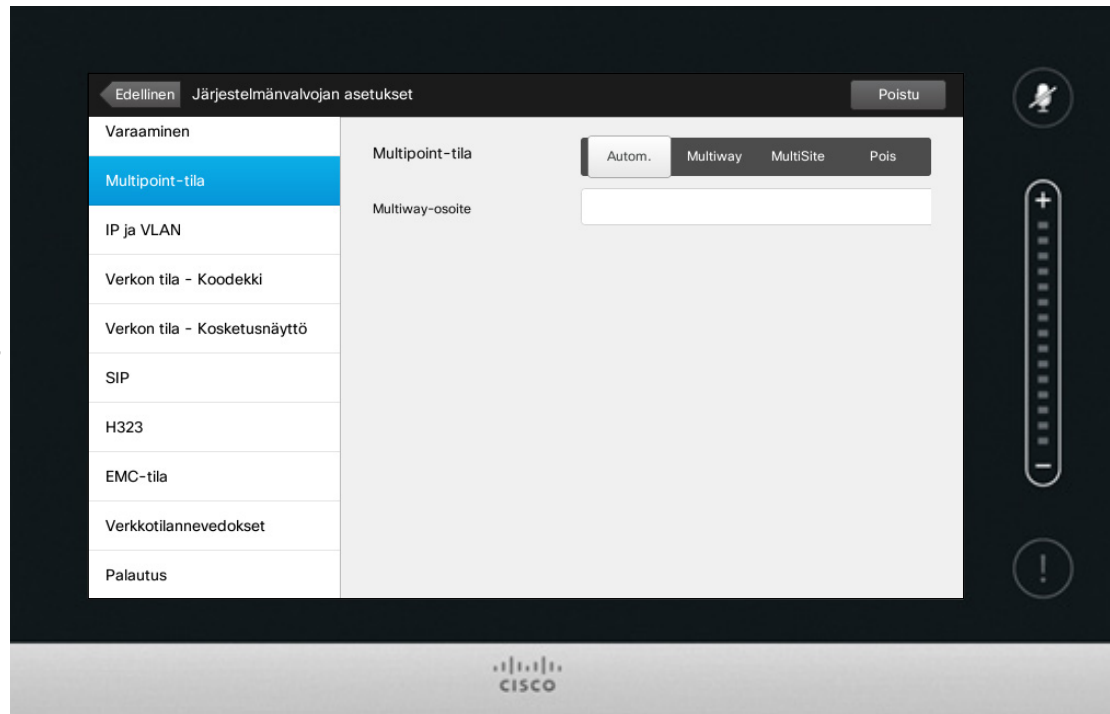 Edellinen Järjestelmänvalvojan asetukset Poistu
Varaaminen
Multipoint-tila
IP ja VLAN
Verkon tila - Koodekki
Verkon tila - Kosketusnäyttö
SIP
H323
EMC-tila
Verkkotilannevedokset
Palautus
Multipoint-tila Autom. Multiway MultiSite Pois
Multiway-osoite
+
-
!
CISCO